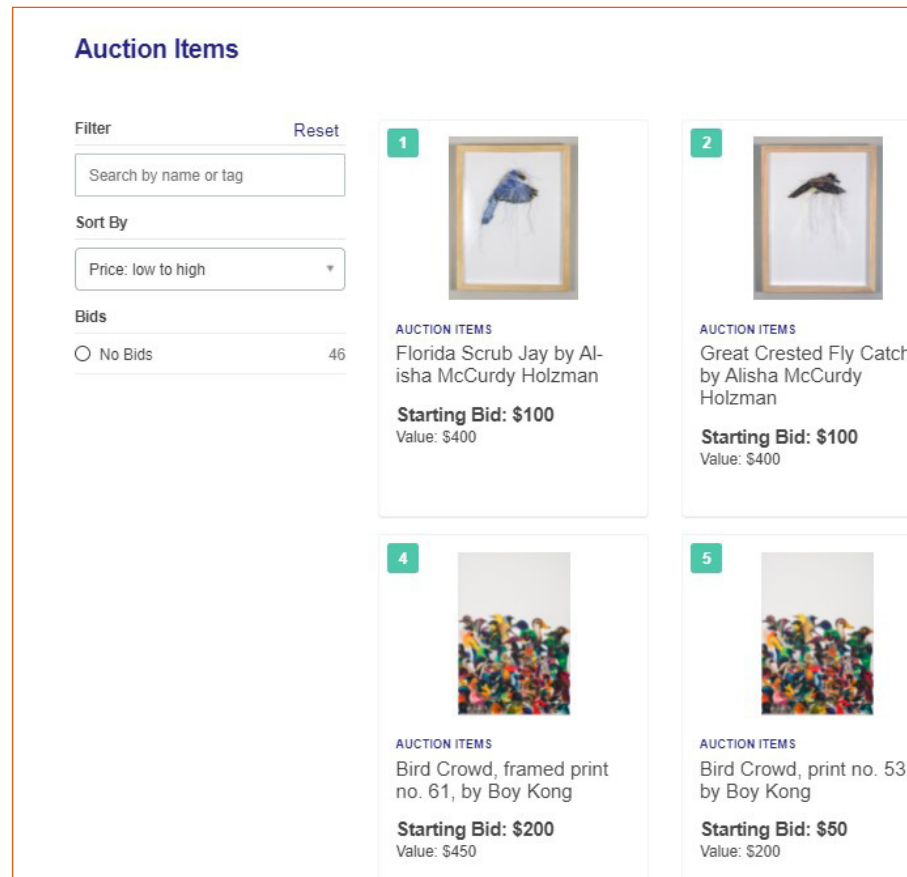 Auction Items
Filter
Reset
Search by name or tag
Sort By
Price: low to high
Bids
No Bids
46
1
AUCTION ITEMS
Florida Scrub Jay by Al-
isha McCurdy Holzman
Starting Bid: $100
Value: $400
2
AUCTION ITEMS
Great Crested Fly Catch
by Alisha McCurdy
Holzman
Starting Bid: $100
Value: $400
4
AUCTION ITEMS
Bird Crowd, framed print
no. 61, by Boy Kong
Starting Bid: $200
Value: $450
5
AUCTION ITEMS
Bird Crowd, print no. 53
by Boy Kong
Starting Bid: $50
Value: $200